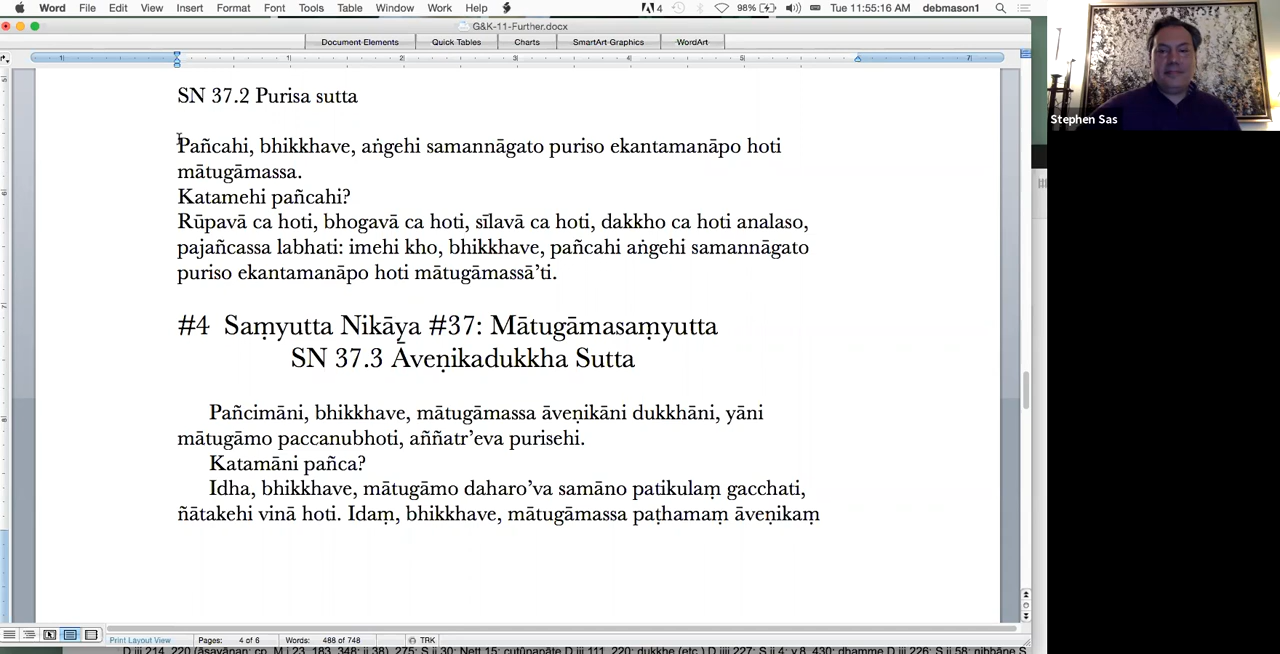 Word File Edit View Insert Format Font Tools Table Window Work Help 4 98% Tue 11:55:16 AM debmason1
G&K-11-Further.docx
Document Elements Quick Tables Charts SmartArt Graphics WordArt
SN 37.2 Purisa sutta
Pañcahi, bhikkhave, aṅgehi samannāgato puriso ekantamanāpo hoti
mātugāmassa.
Katamehi pañcahi?
Rūpavā ca hoti, bhogavā ca hoti, sīlavā ca hoti, dakkho ca hoti analaso,
pajañcassa labhati: imehi kho, bhikkhave, pañcahi aṅgehi samannāgato
puriso ekantamanāpo hoti mātugāmassā’ti.
#4 Saṃyutta Nikāya #37: Mātugāmasaṃyutta
SN 37.3 Āveṇikadukkha Sutta
Pañcimāni, bhikkhave, mātugāmassa āveṇikāni dukkhāni, yāni
mātugāmo paccanubhoti, aññatr’eva purisehi.
Katamāni pañca?
Idha, bhikkhave, mātugāmo daharo’va samāno patikulaṃ gacchati,
ñātakehi vinā hoti. Idaṃ, bhikkhave, mātugāmassa paṭhamaṃ āveṇikaṃ
Print Layout View Pages: 4 of 6 Words: 488 of 748 TRK
Stephen Sas